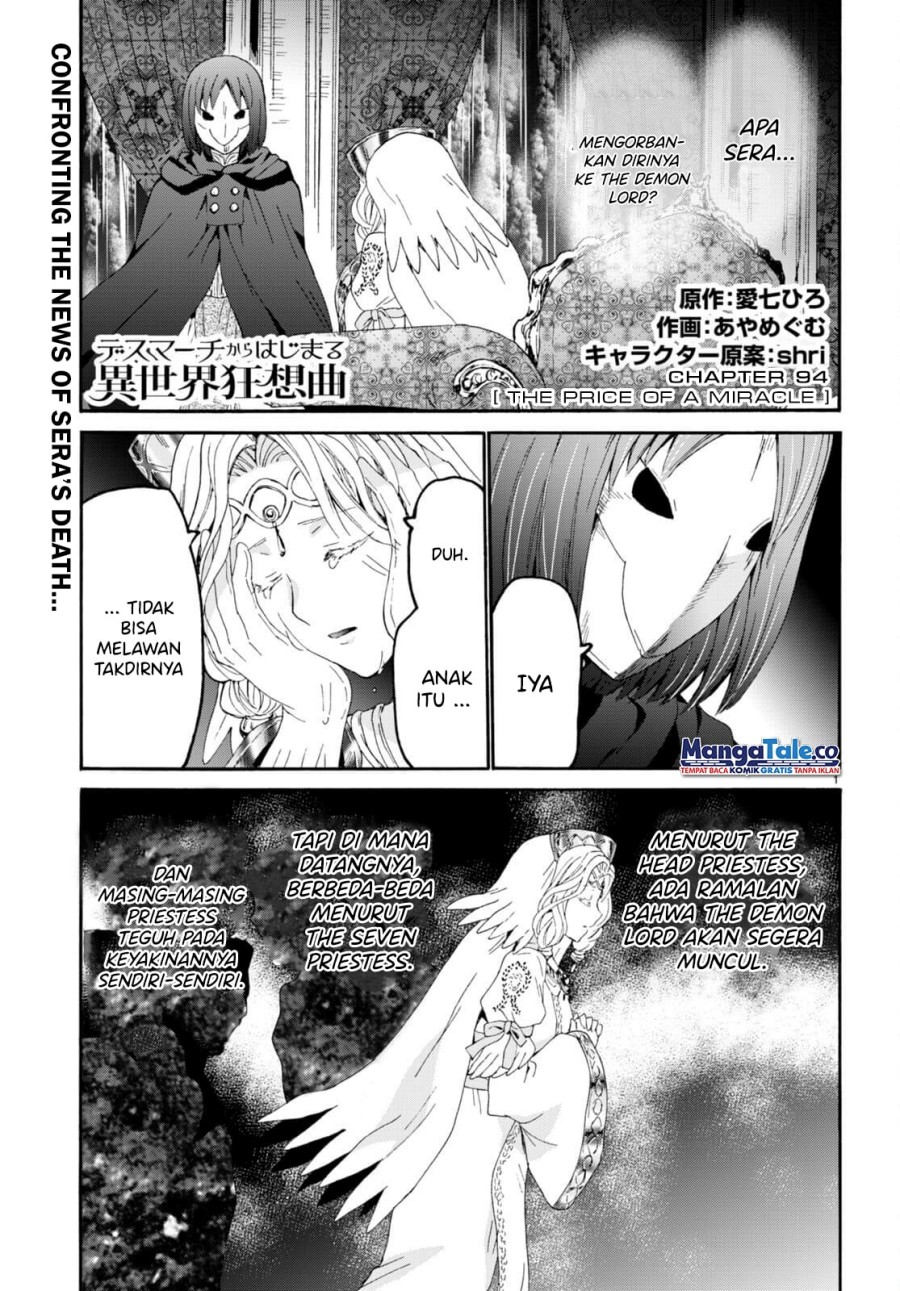 CONFRONTING THE NEWS OF SERA'S DEATH...
APA
SERA...
MENGORBAN-
KAN DIRINYA
KE THE DEMON
LORD?
原作:愛七ひろ
作画:あやめぐむ
キャラクター原案:shri
CHAPTER 94
[ THE PRICE OF A MIRACLE ]
デスマーチからはじまる
異世界狂想曲
IYA
DUH.
ANAK
ITU ...
... TIDAK
BISA
MELAWAN
TAKDIRNYA
MangaTale.co
TEMPAT BACA KOMIK GRATIS TANPA IKLAN
1
MENURUT THE
HEAD PRIESTESS,
ADA RAMALAN
BAHWA THE DEMON
LORD AKAN SEGERA
MUNCUL.
TAPI DI MANA
DATANGNYA,
BERBEDA-BEDA
MENURUT
THE SEVEN
PRIESTESS.
DAN
MASING-MASING
PRIESTESS
TEGUH PADA
KEYAKINANNYA
SENDIRI-SENDIRI.